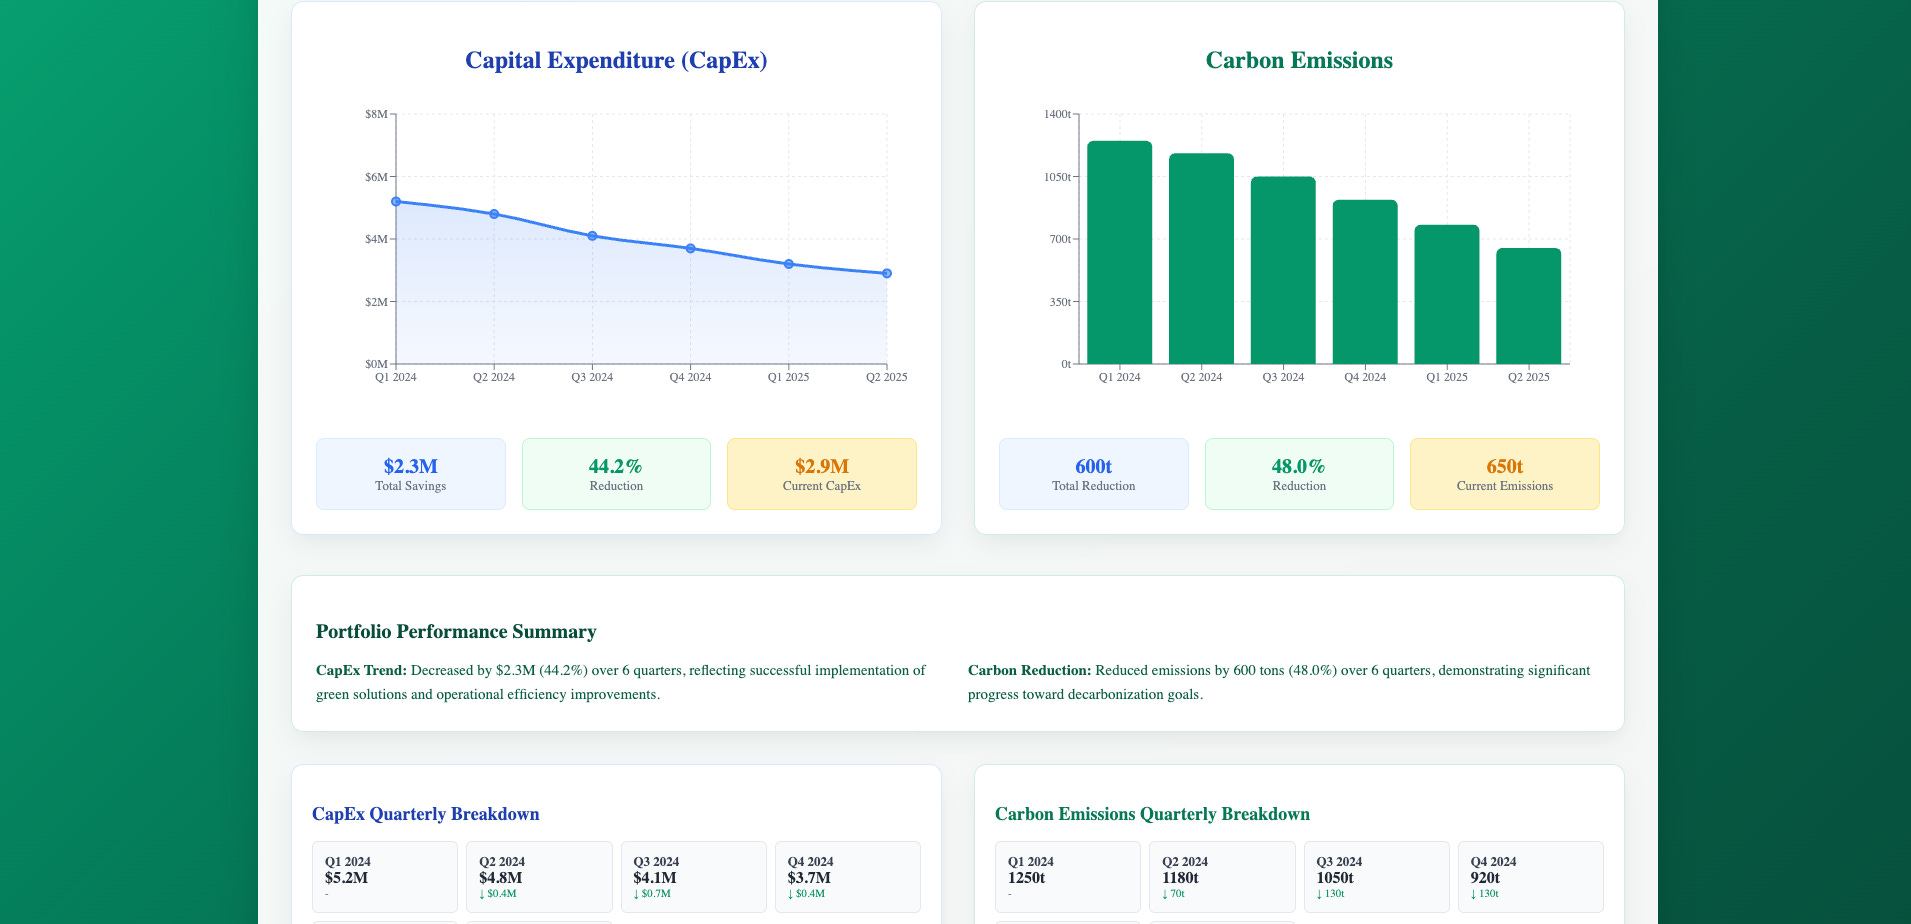 Capital Expenditure (CapEx)
$8M
$6M
$4M
$2M
$0M
Q1 2024 Q2 2024 Q3 2024 Q4 2024 Q1 2025 Q2 2025
$2.3M
Total Savings
44.2%
Reduction
$2.9M
Current CapEx
Carbon Emissions
1400t
1050t
700t
350t
0t
Q1 2024 Q2 2024 Q3 2024 Q4 2024 Q1 2025 Q2 2025
600t
Total Reduction
48.0%
Reduction
650t
Current Emissions
Portfolio Performance Summary
CapEx Trend: Decreased by $2.3M (44.2%) over 6 quarters, reflecting successful implementation of
green solutions and operational efficiency improvements.
Carbon Reduction: Reduced emissions by 600 tons (48.0%) over 6 quarters, demonstrating significant
progress toward decarbonization goals.
CapEx Quarterly Breakdown
Q1 2024
$5.2M
-
Q2 2024
$4.8M
↓ $0.4M
Q3 2024
$4.1M
↓ $0.7M
Q4 2024
$3.7M
↓ $0.4M
Carbon Emissions Quarterly Breakdown
Q1 2024
1250t
-
Q2 2024
1180t
↓ 70t
Q3 2024
1050t
↓ 130t
Q4 2024
920t
↓ 130t